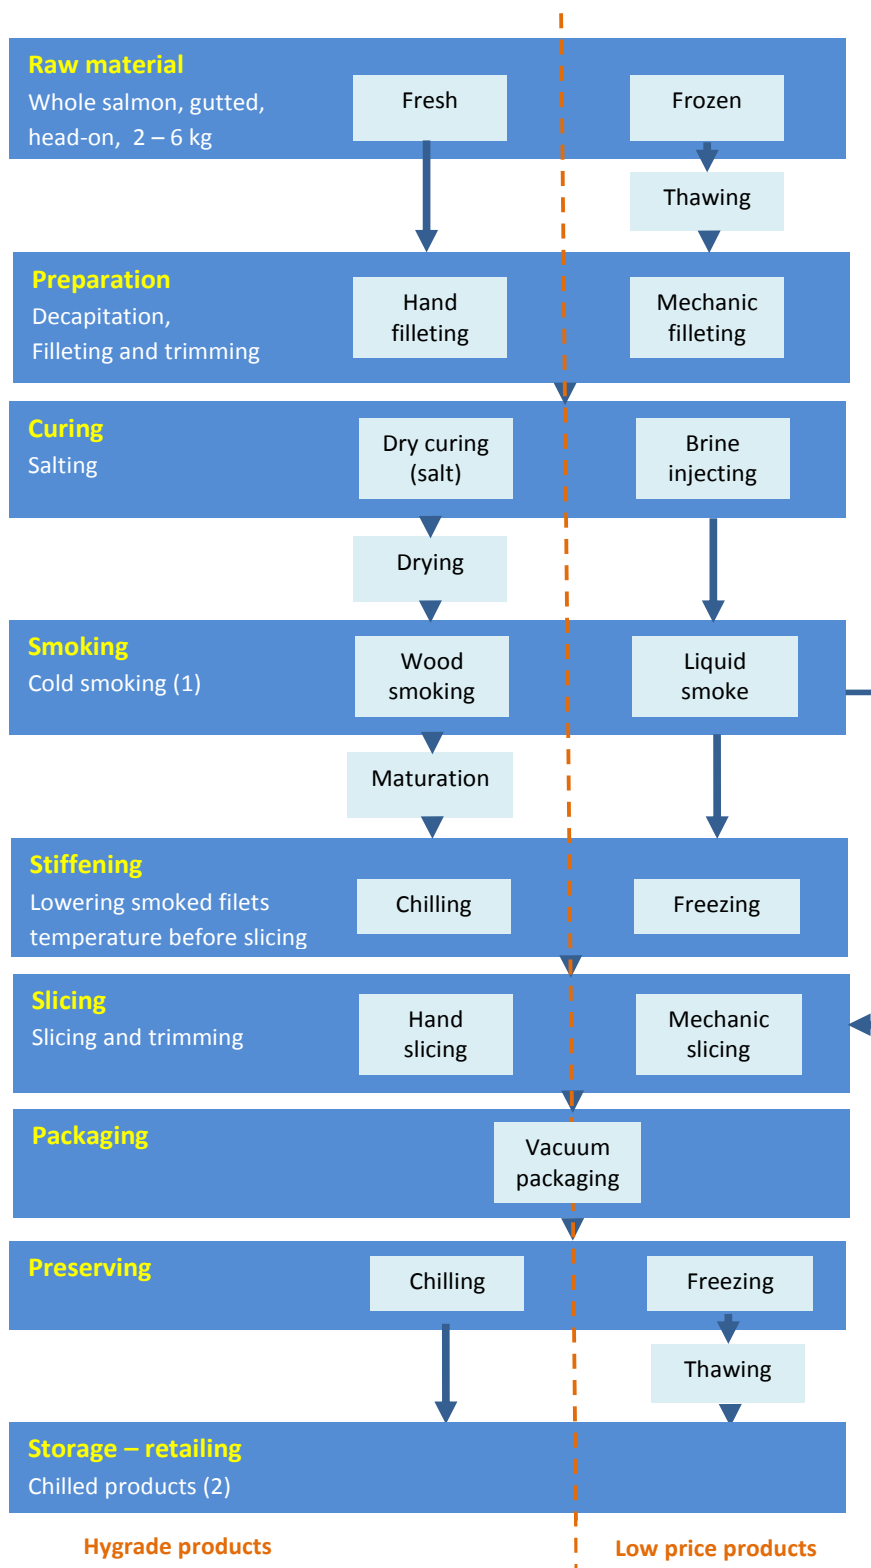 Raw material
Whole salmon, gutted,
head-on, 2 – 6 kg
Fresh
Frozen
Thawing
Preparation
Decapitation,
Filleting and trimming
Hand
filleting
Mechanic
filleting
Curing
Salting
Dry curing
(salt)
Brine
injecting
Drying
Smoking
Cold smoking (1)
Wood
smoking
Liquid
smoke
Maturation
Stiffening
Lowering smoked filets
temperature before slicing
Chilling
Freezing
Slicing
Slicing and trimming
Hand
slicing
Mechanic
slicing
Packaging
Vacuum
packaging
Preserving
Chilling
Freezing
Thawing
Storage – retailing
Chilled products (2)
Hygrade products
Low price products